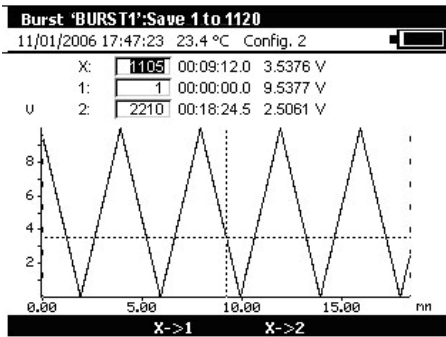 Burst 'BURST1':Save 1 to 1120
11/01/2006 17:47:23 23.4 °C Config. 2
X: 1105 00:09:12.0 3.5376 V
1: 1 00:00:00.0 9.5377 V
V 2: 2210 00:18:24.5 2.5061 V
8
6
4
2
0.00 5.00 10.00 15.00 mn
X->1 X->2